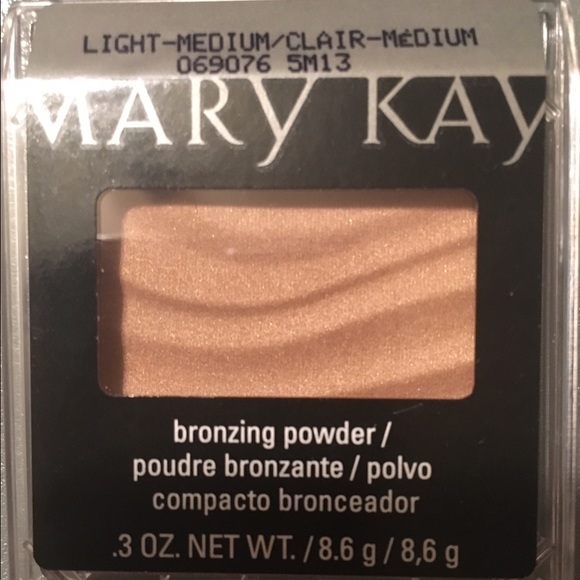 LIGHT-MEDIUM/CLAIR-MéDIUM
069076 5M13
MARY KAY
bronzing powder /
poudre bronzante / polvo
compacto bronceador
.3 OZ. NET WT. / 8.6 g / 8,6 g